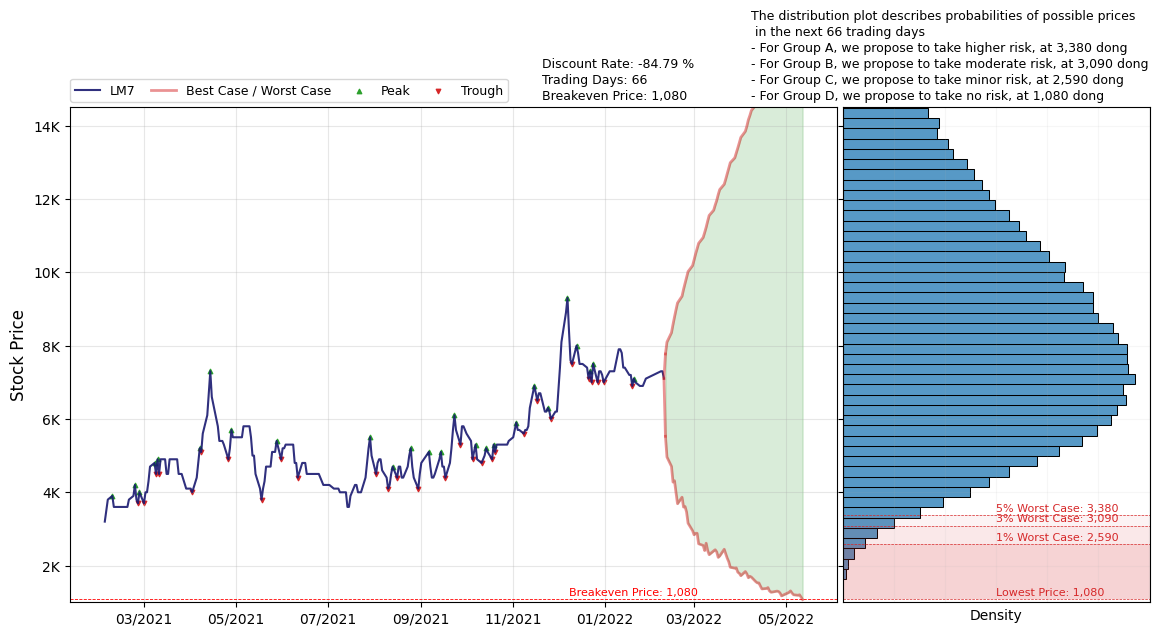 The distribution plot describes probabilities of possible prices
in the next 66 trading days
- For Group A, we propose to take higher risk, at 3,380 dong
- For Group B, we propose to take moderate risk, at 3,090 dong
- For Group C, we propose to take minor risk, at 2,590 dong
- For Group D, we propose to take no risk, at 1,080 dong
Discount Rate: -84.79 %
Trading Days: 66
Breakeven Price: 1,080
LM7
Best Case / Worst Case
Peak
Trough
Stock Price
14K
12K
10K
8K
6K
4K
2K
03/2021
05/2021
07/2021
09/2021
11/2021
01/2022
03/2022
05/2022
Breakeven Price: 1,080
5% Worst Case: 3,380
3% Worst Case: 3,090
1% Worst Case: 2,590
Lowest Price: 1,080
Density